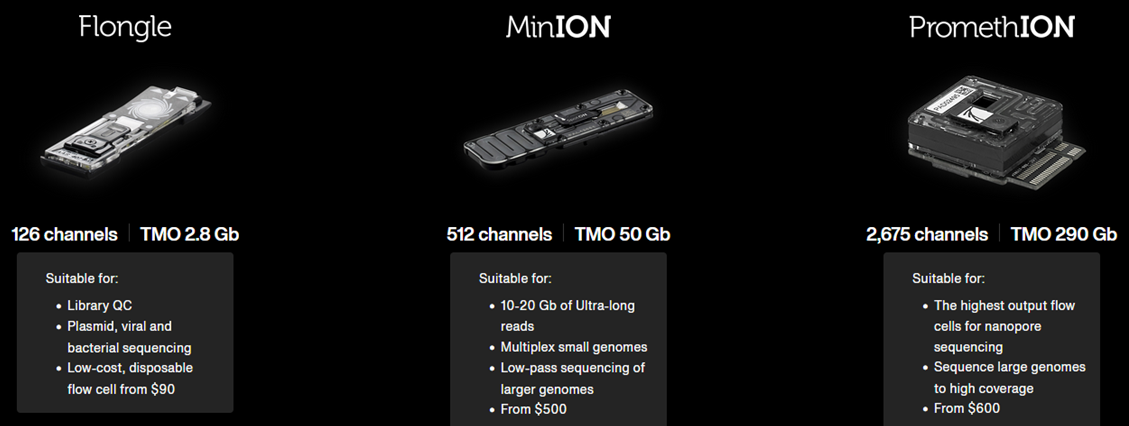 Flongle
MinION
PromethION
PAD02495
126 channels | TMO 2.8 Gb
512 channels | TMO 50 Gb
2,675 channels | TMO 290 Gb
Suitable for:
• Library QC
• Plasmid, viral and
bacterial sequencing
• Low-cost, disposable
flow cell from $90
Suitable for:
• 10-20 Gb of Ultra-long
reads
• Multiplex small genomes
• Low-pass sequencing of
larger genomes
• From $500
Suitable for:
• The highest output flow
cells for nanopore
sequencing
• Sequence large genomes
to high coverage
• From $600